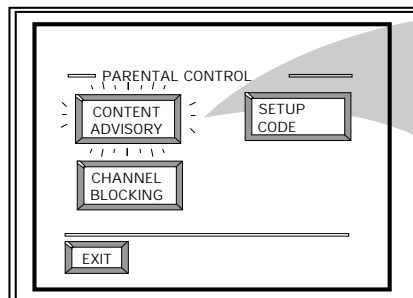 PARENTAL CONTROL
CONTENT
ADVISORY
SETUP
CODE
CHANNEL
BLOCKING
EXIT